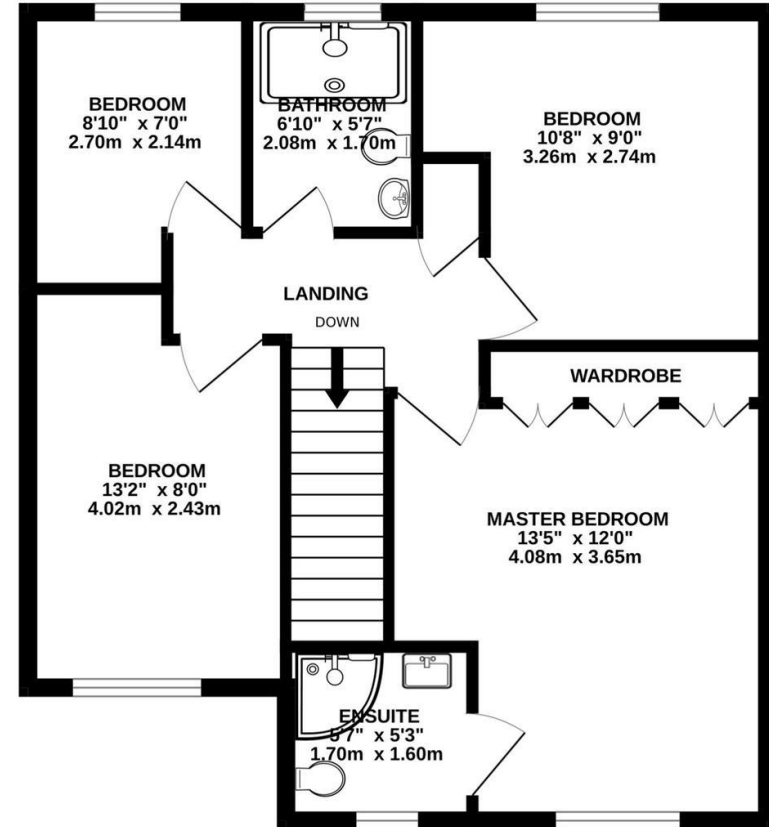 BEDROOM
8'10" x 7'0"
2.70m x 2.14m
BATHROOM
6'10" x 5'7"
2.08m x 1.70m
BEDROOM
10'8" x 9'0"
3.26m x 2.74m
LANDING
DOWN
WARDROBE
BEDROOM
13'2" x 8'0"
4.02m x 2.43m
MASTER BEDROOM
13'5" x 12'0"
4.08m x 3.65m
ENSUITE
5'7" x 5'3"
1.70m x 1.60m